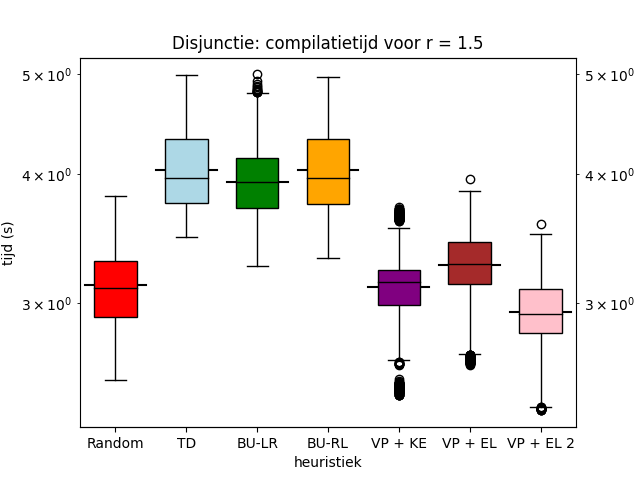 Disjunctie: compilatietijd voor r = 1.5
5 × 10⁰
4 × 10⁰
3 × 10⁰
5 × 10⁰
4 × 10⁰
3 × 10⁰
tijd (s)
Random TD BU-LR BU-RL VP + KE VP + EL VP + EL 2
heuristiek